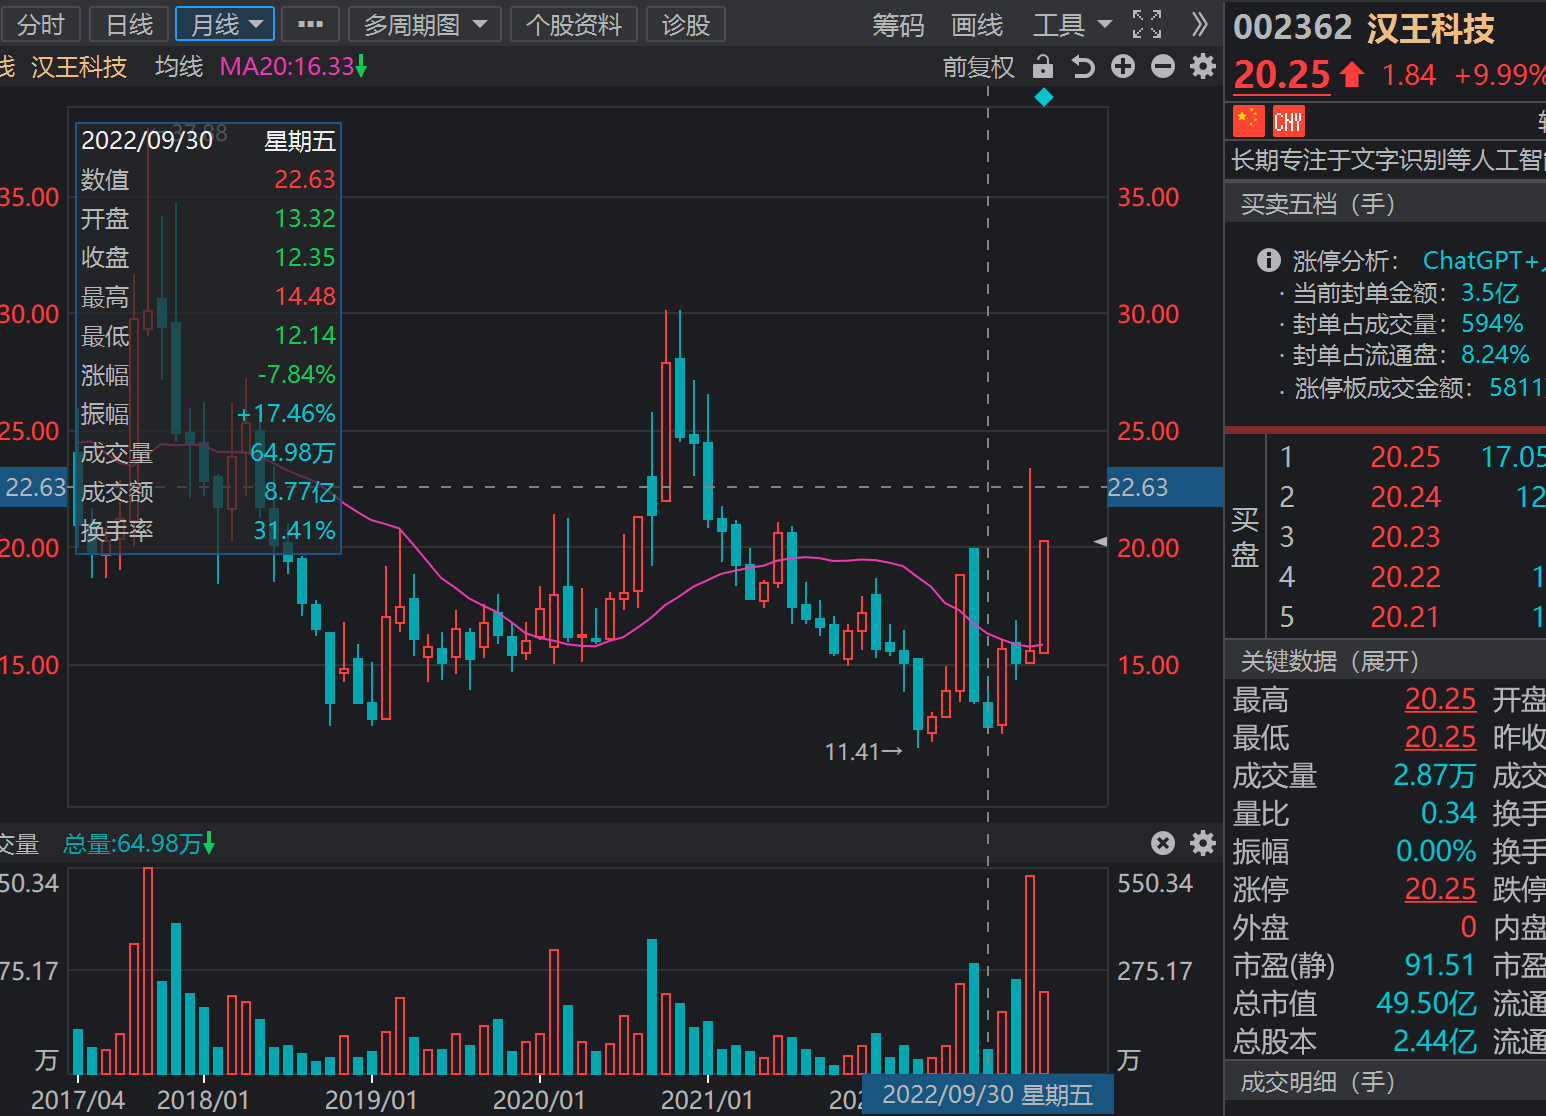 分时 日线 月线 ··· 多周期图 个股资料 诊股 筹码 画线 工具
002362 汉王科技
线 汉王科技 均线 MA20:16.33 前复权
20.25 1.84 +9.99%
CHY
长期专注于文字识别等人工智能
买卖五档（手）
涨停分析： ChatGPT+
· 当前封单金额：3.5亿
· 封单占成交量：594%
· 封单占流通盘：8.24%
· 涨停板成交金额：5811
买盘
1 20.25 17.05
2 20.24 12
3 20.23
4 20.22 1
5 20.21 1
关键数据（展开）
最高 20.25 开盘
最低 20.25 昨收
成交量 2.87万 成交
量比 0.34 换手
振幅 0.00% 换手
涨停 20.25 跌停
外盘 0 内盘
市盈(静) 91.51 市盈
总市值 49.50亿 流通
总股本 2.44亿 流通
成交明细（手）
37.88
2022/09/30 星期五
数值 22.63
开盘 13.32
收盘 12.35
最高 14.48
最低 12.14
涨幅 -7.84%
振幅 +17.46%
成交量 64.98万
成交额 8.77亿
换手率 31.41%
35.00 35.00
30.00 30.00
25.00 25.00
22.63 22.63
20.00 20.00
15.00 15.00
11.41→
交量 总量:64.98万
50.34 550.34
75.17 275.17
万 万
2017/04 2018/01 2019/01 2020/01 2021/01 202 2022/09/30 星期五